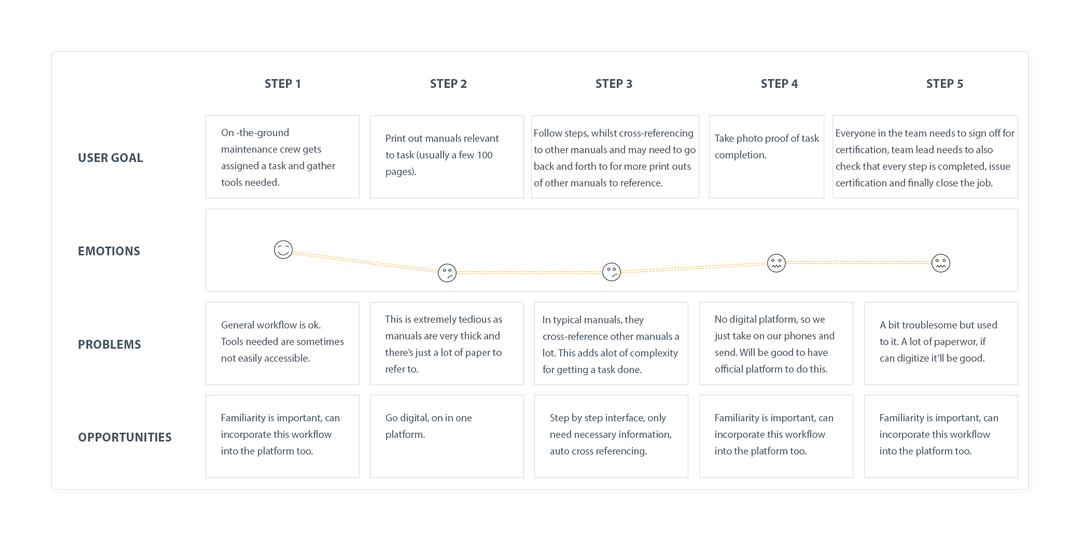 STEP 1
STEP 2
STEP 3
STEP 4
STEP 5
USER GOAL
On -the-ground
maintenance crew gets
assigned a task and gather
tools needed.
Print out manuals relevant
to task (usually a few 100
pages).
Follow steps, whilst cross-referencing
to other manuals and may need to go
back and forth to for more print outs
of other manuals to reference.
Take photo proof of task
completion.
Everyone in the team needs to sign off for
certification, team lead needs to also
check that every step is completed, issue
certification and finally close the job.
EMOTIONS
PROBLEMS
General workflow is ok.
Tools needed are sometimes
not easily accessible.
This is extremely tedious as
manuals are very thick and
there's just a lot of paper to
refer to.
In typical manuals, they
cross-reference other manuals a
lot. This adds alot of complexity
for getting a task done.
No digital platform, so we
just take on our phones and
send. Will be good to have
official platform to do this.
A bit troublesome but used
to it. A lot of paperwor, if
can digitize it'll be good.
OPPORTUNITIES
Familiarity is important, can
incorporate this workflow
into the platform too.
Go digital, on in one
platform.
Step by step interface, only
need necessary information,
auto cross referencing.
Familiarity is important, can
incorporate this workflow
into the platform too.
Familiarity is important, can
incorporate this workflow
into the platform too.